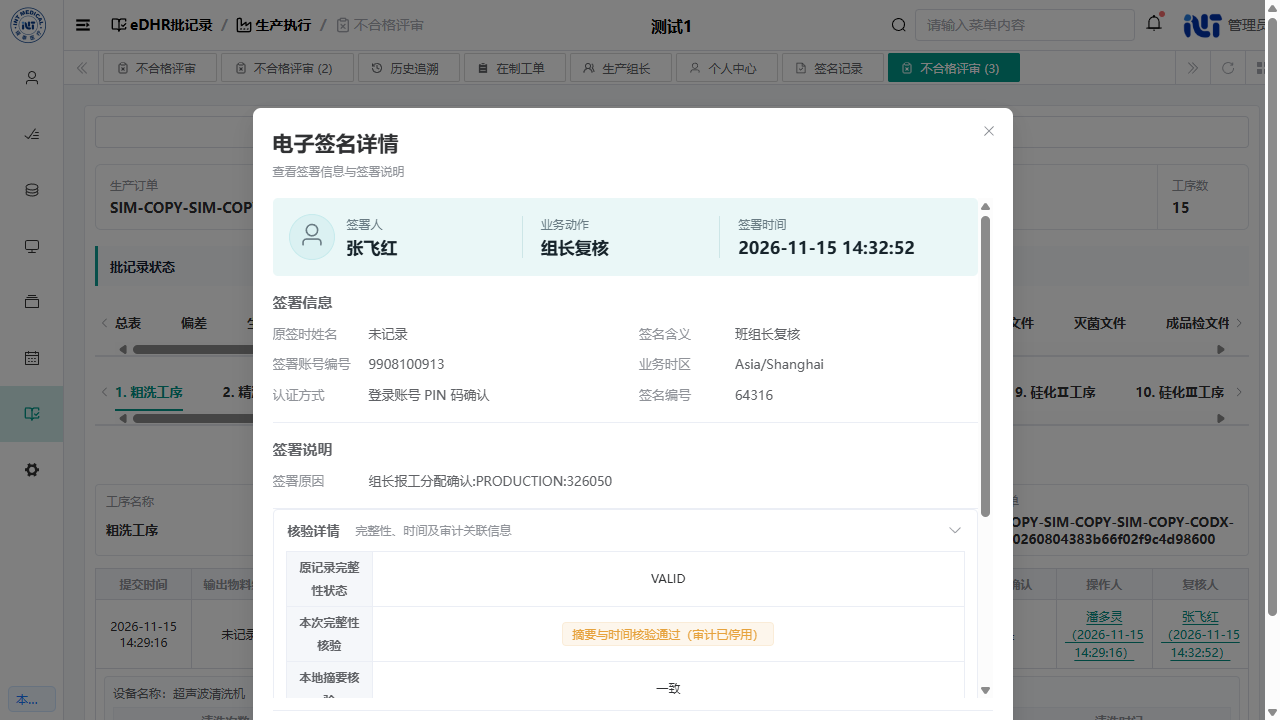 eDHR批记录 / 生产执行 / 不合格评审
测试1
请输入菜单内容
管理员
不合格评审
不合格评审 (2)
历史追溯
在制工单
生产组长
个人中心
签名记录
不合格评审 (3)
生产订单
SIM-COPY-SIM-COP
工序数
15
批记录状态
总表
偏差
文件
灭菌文件
成品检文件
1. 粗洗工序
2. 精
9. 硅化Ⅱ工序
10. 硅化Ⅲ工序
工序名称
粗洗工序
单
OPY-SIM-COPY-SIM-COPY-CODX-
0260804383b66f02f9c4d98600
提交时间
输出物料
确认
操作人
复核人
2026-11-15
14:29:16
未记录
潘多灵
（2026-11-15
14:29:16）
张飞红
（2026-11-15
14:32:52）
设备名称：超声波清洗机
清洗次数
清洗时间
本...
电子签名详情
查看签署信息与签署说明
签署人
张飞红
业务动作
组长复核
签署时间
2026-11-15 14:32:52
签署信息
原签时姓名 未记录
签名含义 班组长复核
签署账号编号 9908100913
业务时区 Asia/Shanghai
认证方式 登录账号 PIN 码确认
签名编号 64316
签署说明
签署原因 组长报工分配确认:PRODUCTION:326050
核验详情 完整性、时间及审计关联信息
原记录完整
性状态
VALID
本次完整性
核验
摘要与时间核验通过（审计已停用）
本地摘要核
验
一致